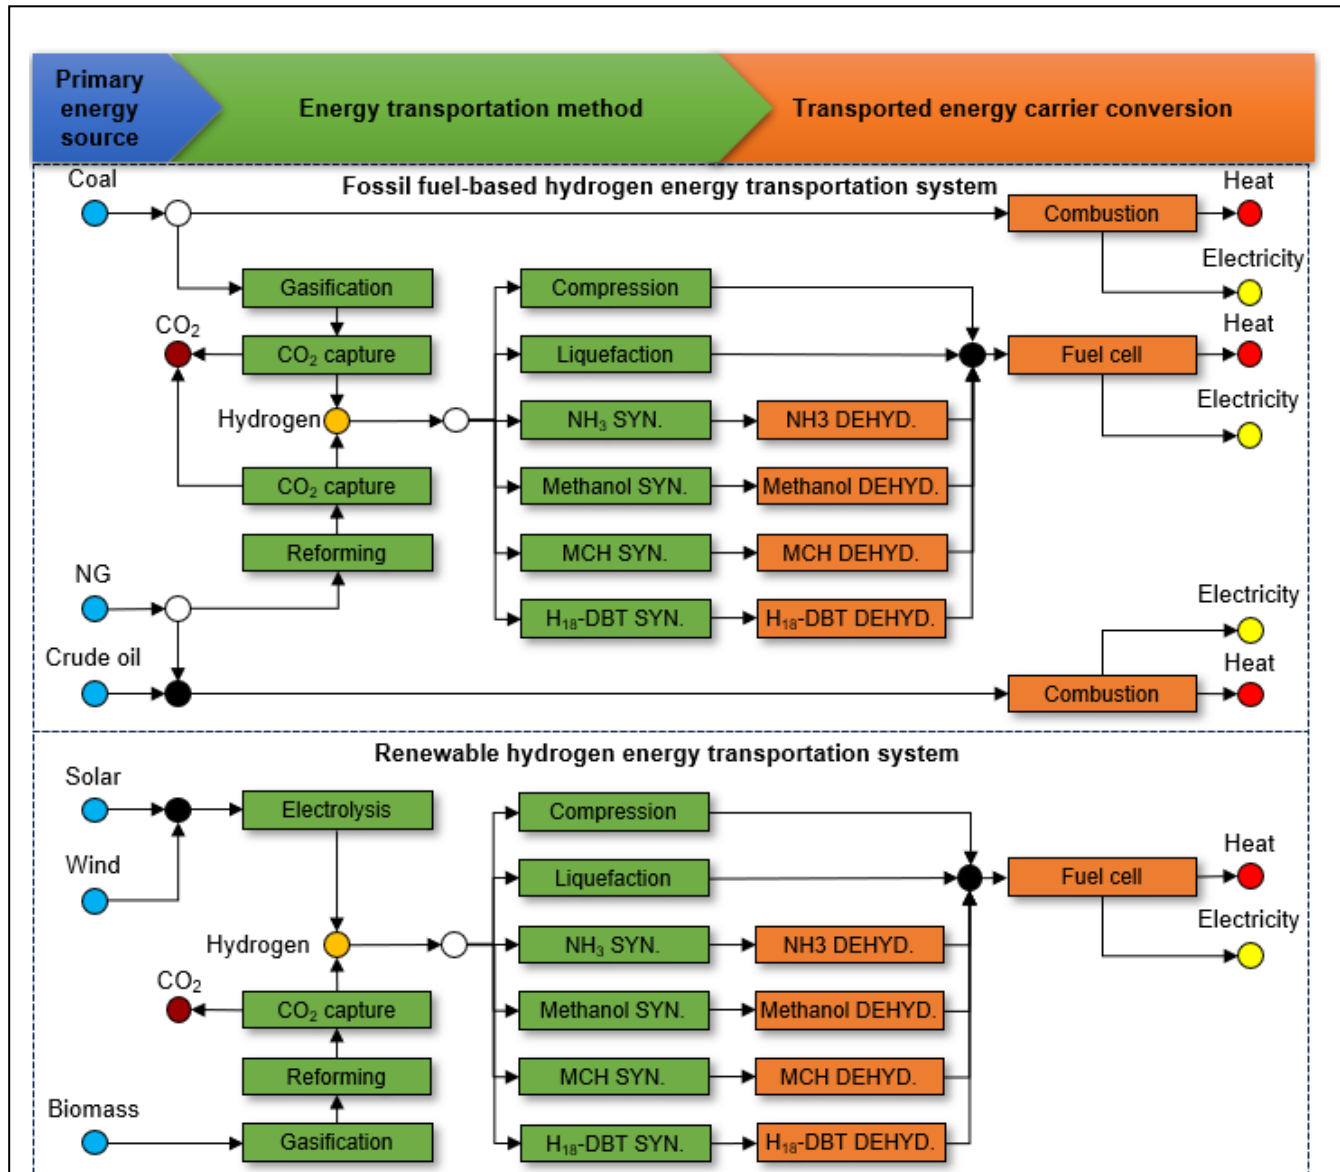 Primary
energy
source
Energy transportation method
Transported energy carrier conversion
Fossil fuel-based hydrogen energy transportation system
Coal
Combustion
Heat
Electricity
Gasification
Compression
CO₂
CO₂ capture
Liquefaction
Fuel cell
Heat
Electricity
Hydrogen
NH₃ SYN.
NH3 DEHYD.
CO₂ capture
Methanol SYN.
Methanol DEHYD.
Reforming
MCH SYN.
MCH DEHYD.
NG
H₁₈-DBT SYN.
H₁₈-DBT DEHYD.
Electricity
Crude oil
Combustion
Heat
Renewable hydrogen energy transportation system
Solar
Electrolysis
Compression
Wind
Liquefaction
Fuel cell
Heat
Electricity
Hydrogen
NH₃ SYN.
NH3 DEHYD.
CO₂
CO₂ capture
Methanol SYN.
Methanol DEHYD.
Reforming
MCH SYN.
MCH DEHYD.
Biomass
Gasification
H₁₈-DBT SYN.
H₁₈-DBT DEHYD.